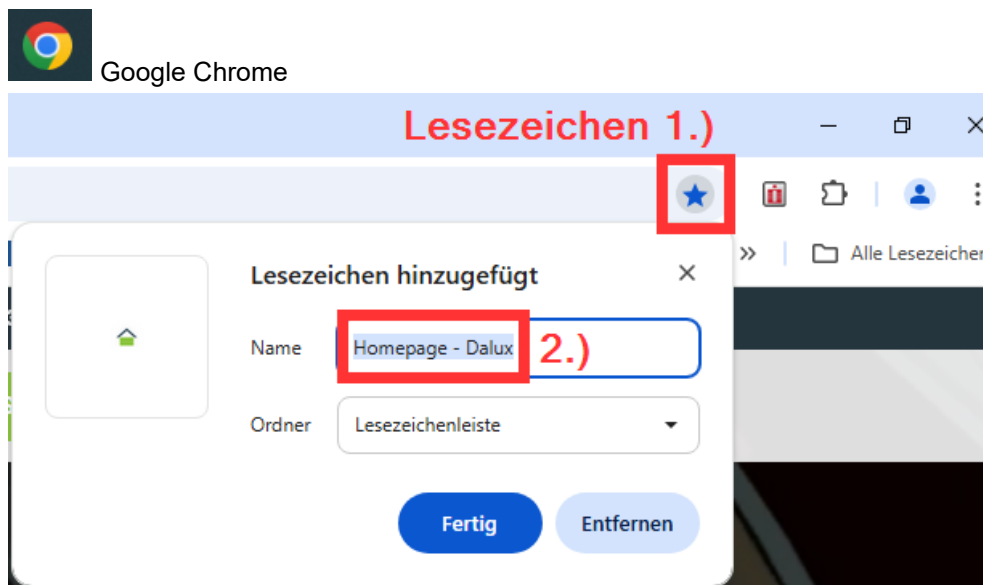 Google Chrome
Lesezeichen 1.)
Alle Lesezeichen
Lesezeichen hinzugefügt
Name Homepage - Dalux 2.)
Ordner Lesezeichenleiste
Fertig Entfernen